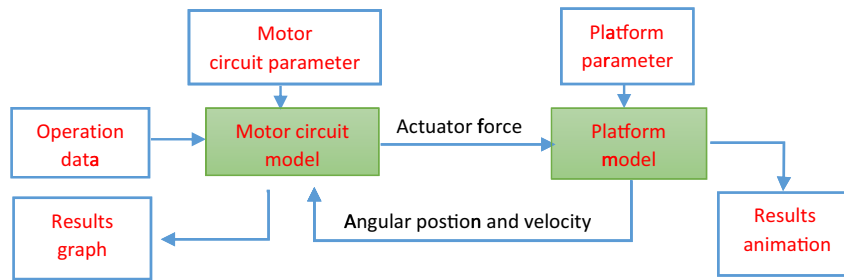 Motor
circuit parameter
Platform
parameter
Operation
data
Motor circuit
model
Actuator force
Platform
model
Angular postion and velocity
Results
graph
Results
animation